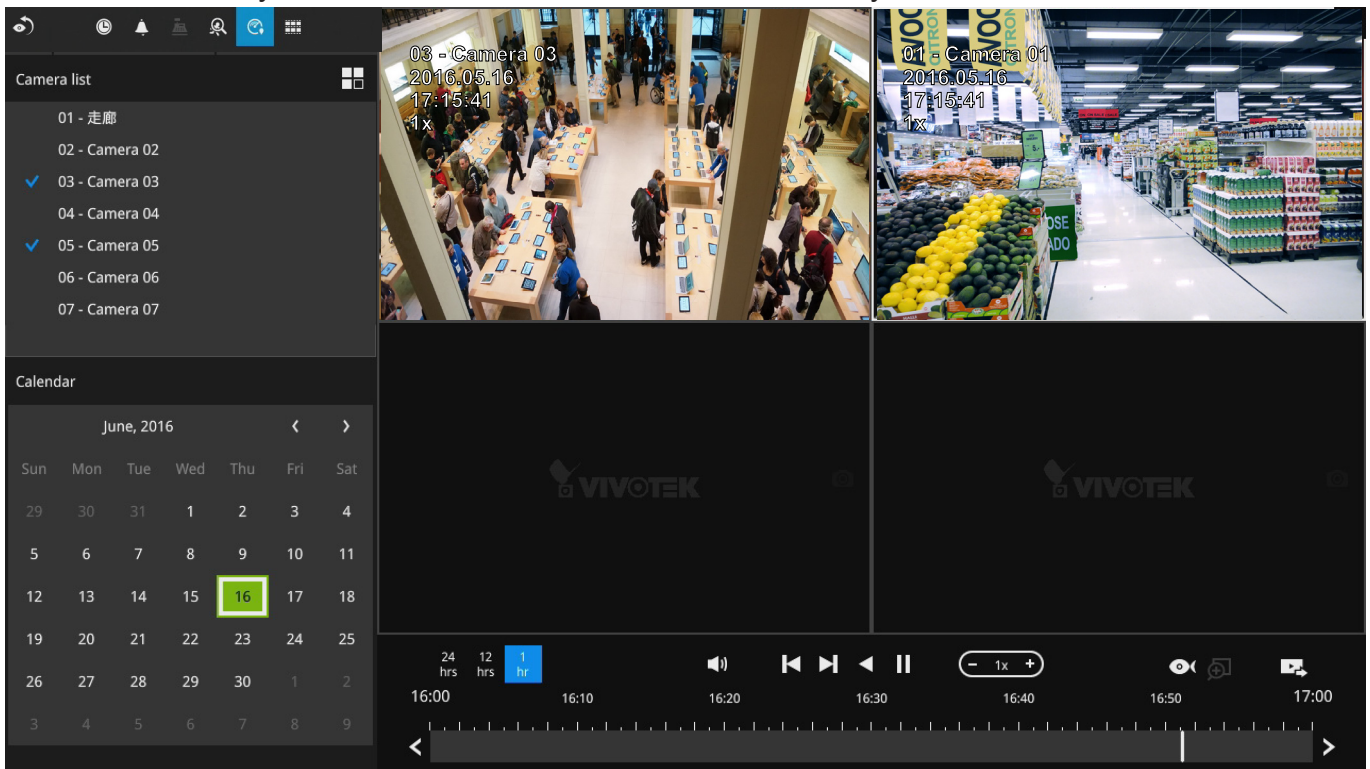 Camera list
01 - 走廊
02 - Camera 02
03 - Camera 03
04 - Camera 04
05 - Camera 05
06 - Camera 06
07 - Camera 07
Calendar
June, 2016
Sun Mon Tue Wed Thu Fri Sat
29 30 31 1 2 3 4
5 6 7 8 9 10 11
12 13 14 15 16 17 18
19 20 21 22 23 24 25
26 27 28 29 30 1 2
3 4 5 6 7 8 9
03 - Camera 03
2016.05.16
17:15:41
1x
01 - Camera 01
2016.05.16
17:15:41
1x
VIVOTEK
VIVOTEK
24 hrs
12 hrs
1 hr
1x
16:00 16:10 16:20 16:30 16:40 16:50 17:00